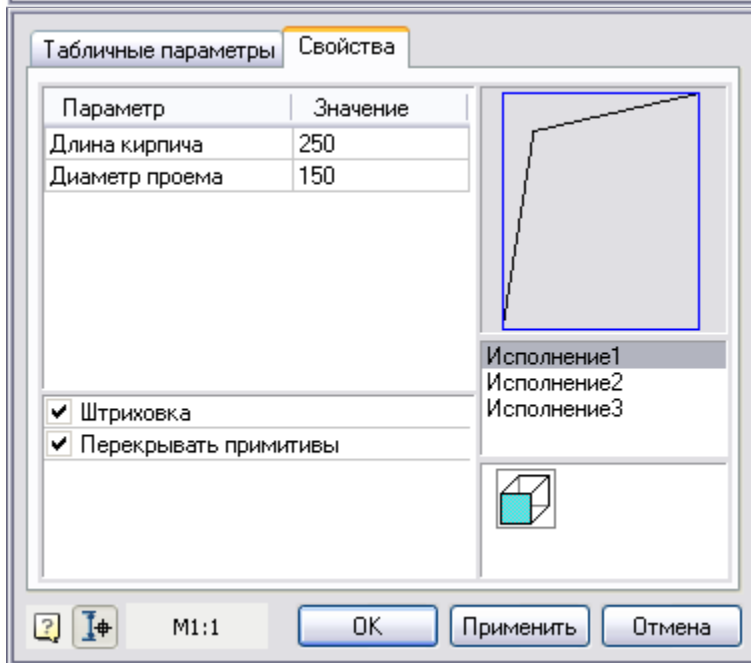 Табличные параметры Свойства
Параметр Значение
Длина кирпича 250
Диаметр проема 150
Исполнение1
Исполнение2
Исполнение3
Штриховка
Перекрывать примитивы
? М1:1 OK Применить Отмена